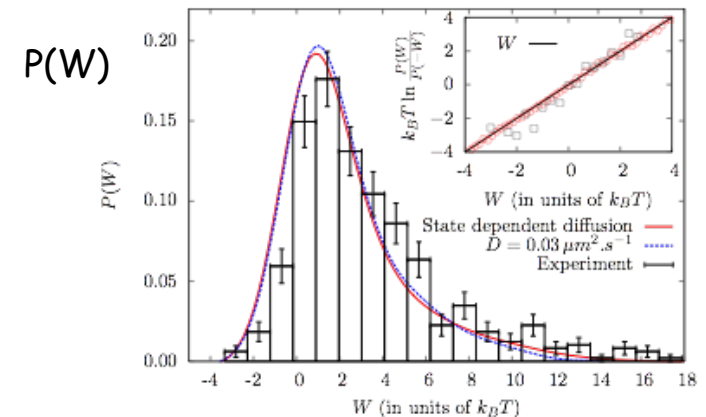 P(W)
P(W)
0.20
0.15
0.10
0.05
0.00
-4 -2 0 2 4 6 8 10 12 14 16 18
W (in units of k_BT)
k_BT ln P(W)/P(-W)
4
2
0
-2
-4
-4 -2 0 2 4
W
W (in units of k_BT)
State dependent diffusion
D = 0.03 μm².s⁻¹
Experiment